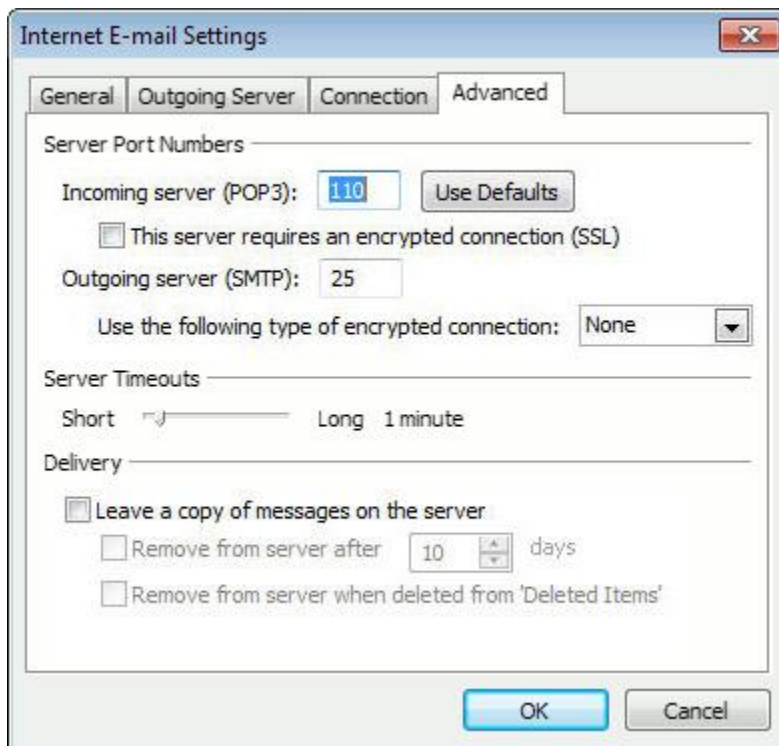 Internet E-mail Settings
General Outgoing Server Connection Advanced
Server Port Numbers
Incoming server (POP3): 110 Use Defaults
This server requires an encrypted connection (SSL)
Outgoing server (SMTP): 25
Use the following type of encrypted connection: None
Server Timeouts
Short Long 1 minute
Delivery
Leave a copy of messages on the server
Remove from server after 10 days
Remove from server when deleted from 'Deleted Items'
OK Cancel